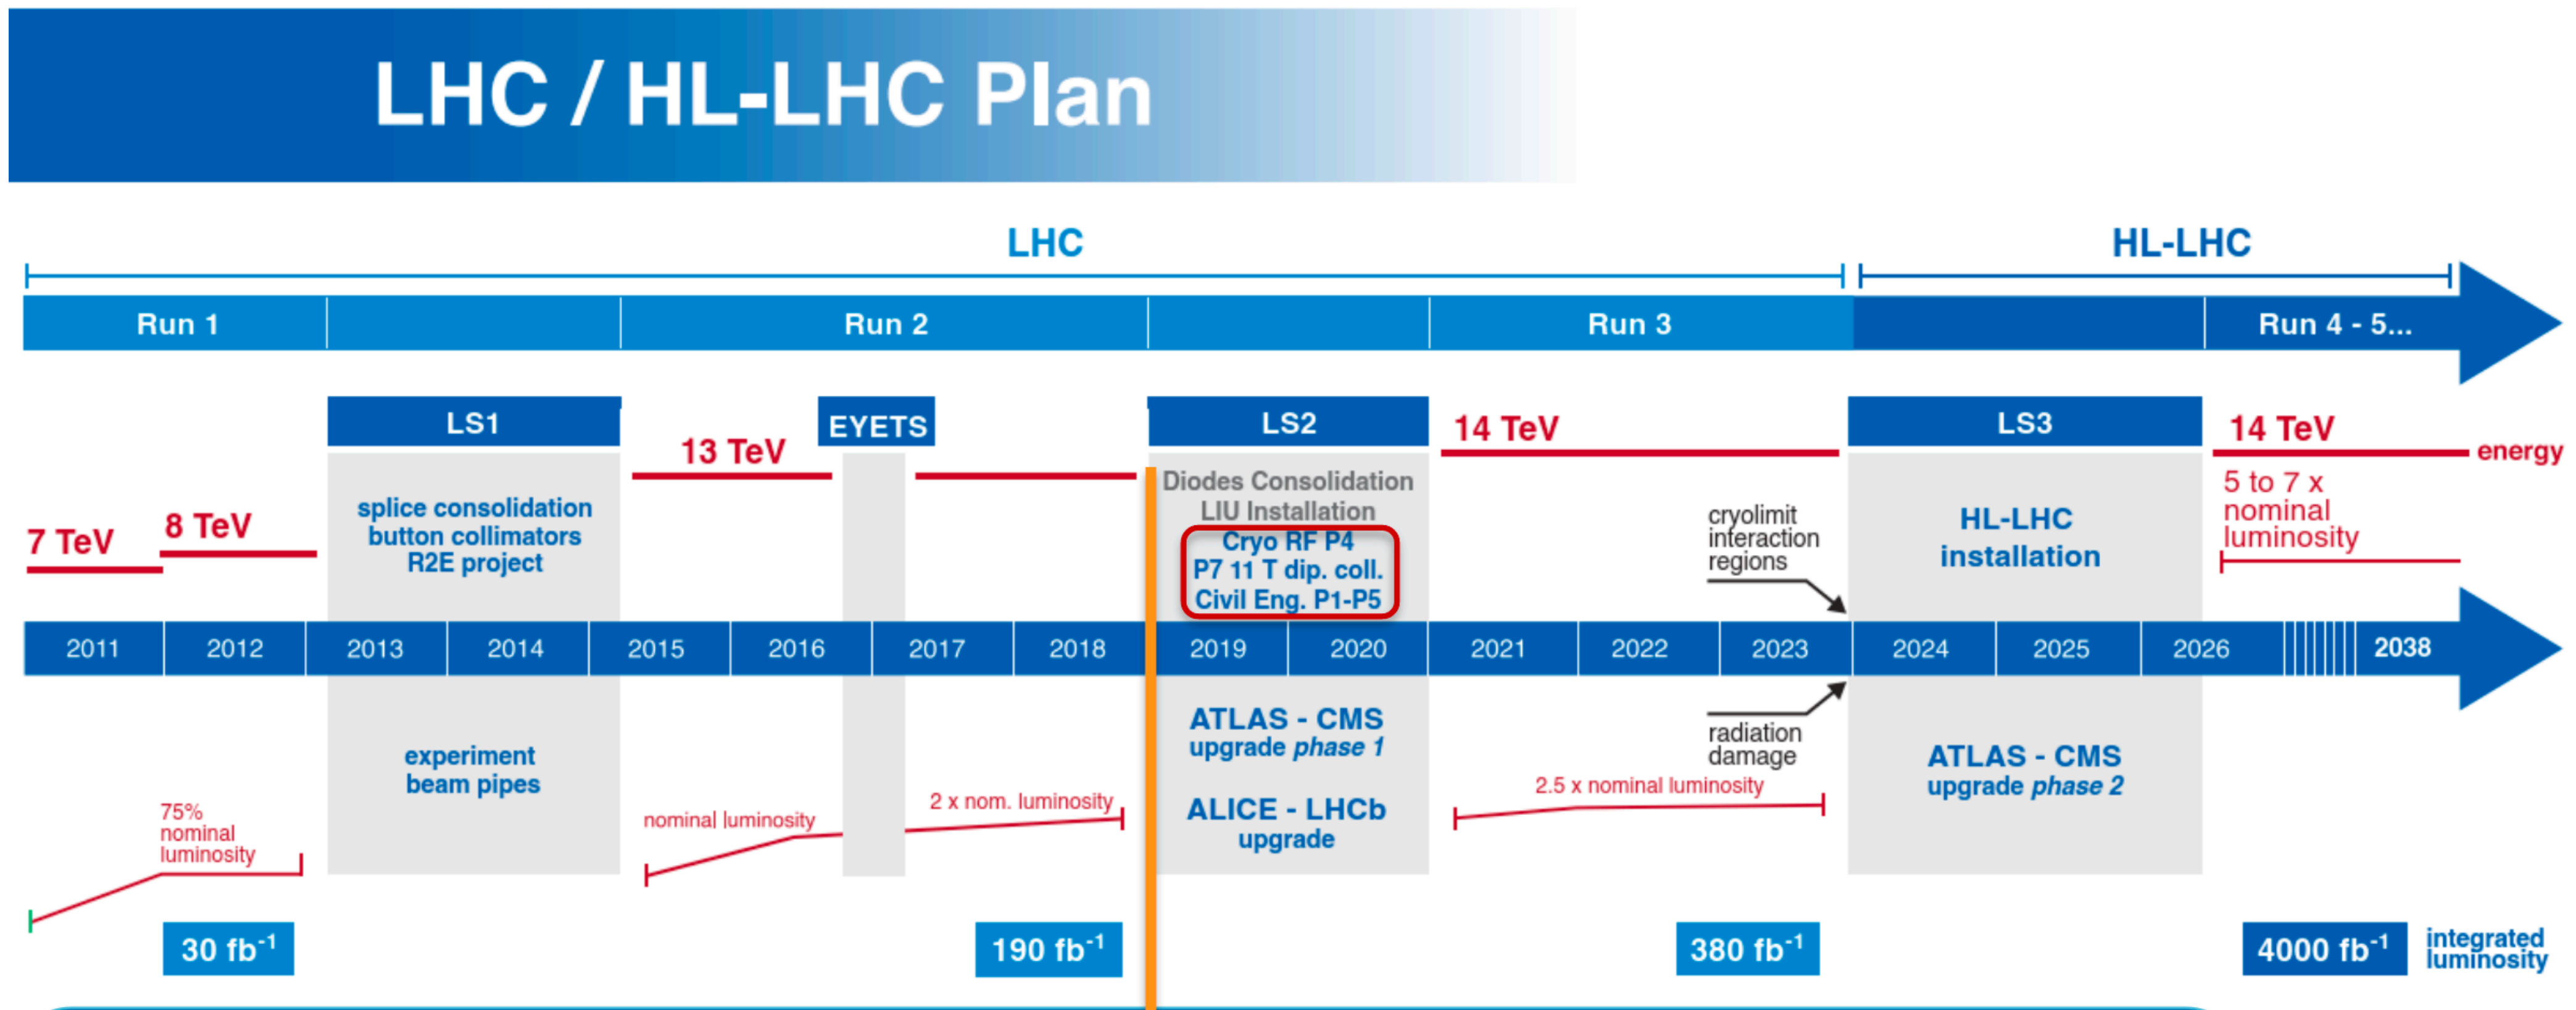 LHC / HL-LHC Plan
LHC
HL-LHC
Run 1
Run 2
Run 3
Run 4 - 5...
LS1
EYETS
LS2
LS3
7 TeV
8 TeV
13 TeV
14 TeV
14 TeV
energy
splice consolidation
button collimators
R2E project
Diodes Consolidation
LIU Installation
Cryo RF P4
P7 11 T dip. coll.
Civil Eng. P1-P5
cryolimit
interaction
regions
HL-LHC
installation
5 to 7 x
nominal
luminosity
2011
2012
2013
2014
2015
2016
2017
2018
2019
2020
2021
2022
2023
2024
2025
2026
2038
experiment
beam pipes
ATLAS - CMS
upgrade phase 1
ALICE - LHCb
upgrade
radiation
damage
ATLAS - CMS
upgrade phase 2
75%
nominal
luminosity
nominal luminosity
2 x nom. luminosity
2.5 x nominal luminosity
30 fb-1
190 fb-1
380 fb-1
4000 fb-1
integrated
luminosity